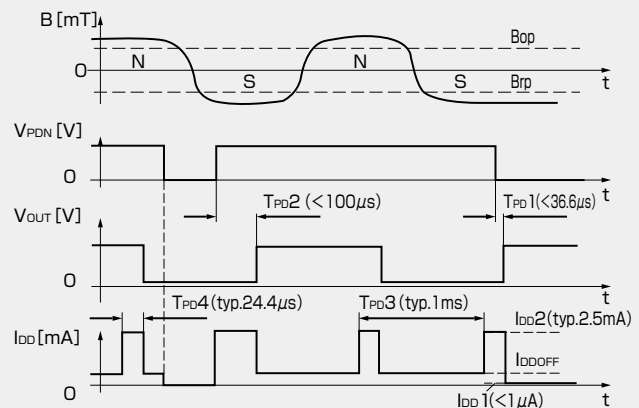 B [mT]
Bop
0
N
S
N
S
Brp
t
VPDN [V]
0
t
TPD2 (<100μs)
TPD1 (<36.6μs)
VOUT [V]
0
t
TPD4 (typ.24.4μs)
TPD3 (typ.1ms)
IDD2 (typ.2.5mA)
IDD [mA]
IDDOFF
0
IDD1 (<1μA)
t